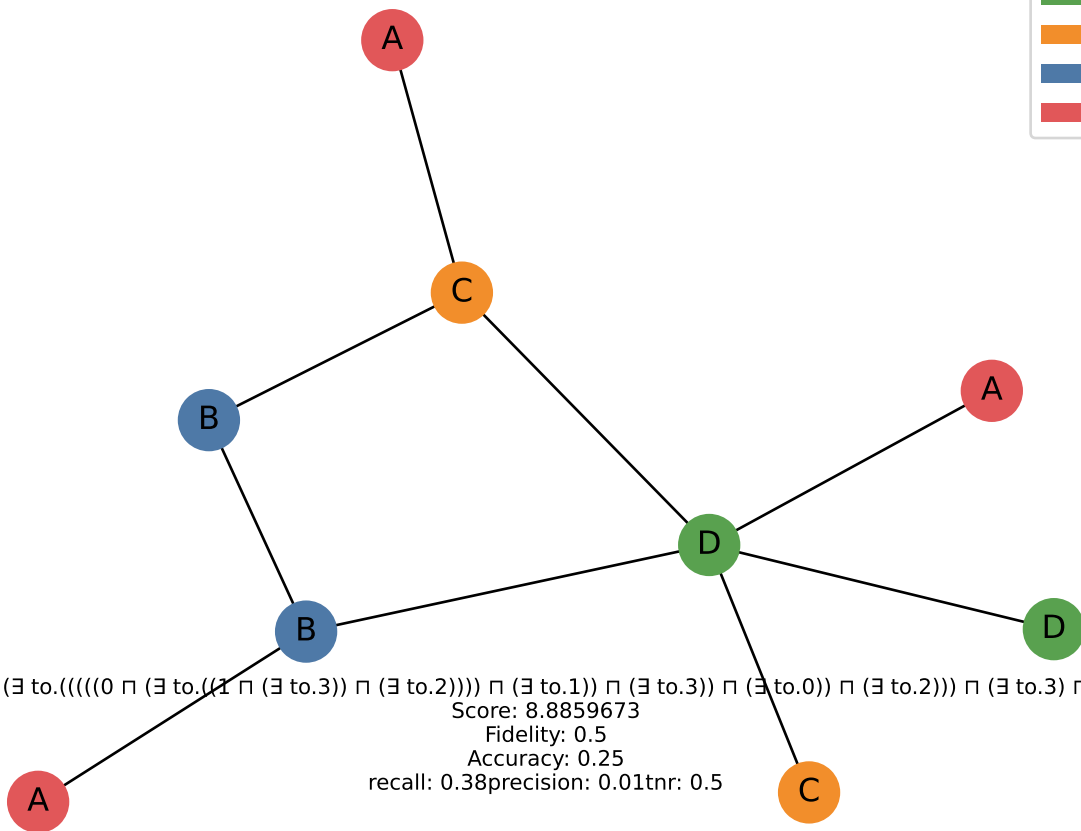 A
C
A
B
D
D
B
(∃ to.(((((0 ⊓ (∃ to.((1 ⊓ (∃ to.3)) ⊓ (∃ to.2)))) ⊓ (∃ to.1)) ⊓ (∃ to.3)) ⊓ (∃ to.0)) ⊓ (∃ to.2))) ⊓ (∃ to.3) ⊓
Score: 8.8859673
Fidelity: 0.5
Accuracy: 0.25
recall: 0.38precision: 0.01tnr: 0.5
C
A